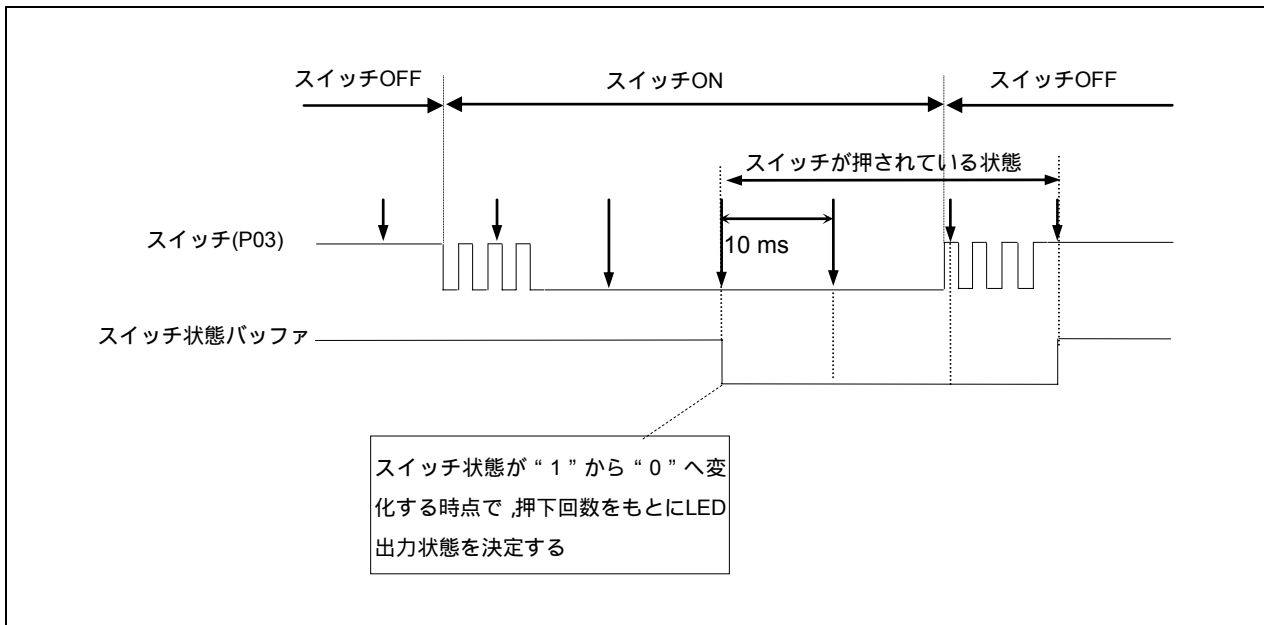 スイッチOFF
スイッチON
スイッチOFF
スイッチが押されている状態
スイッチ(P03)
10 ms
スイッチ状態バッファ
スイッチ状態が“1”から“0”へ変
化する時点で,押下回数をもとにLED
出力状態を決定する